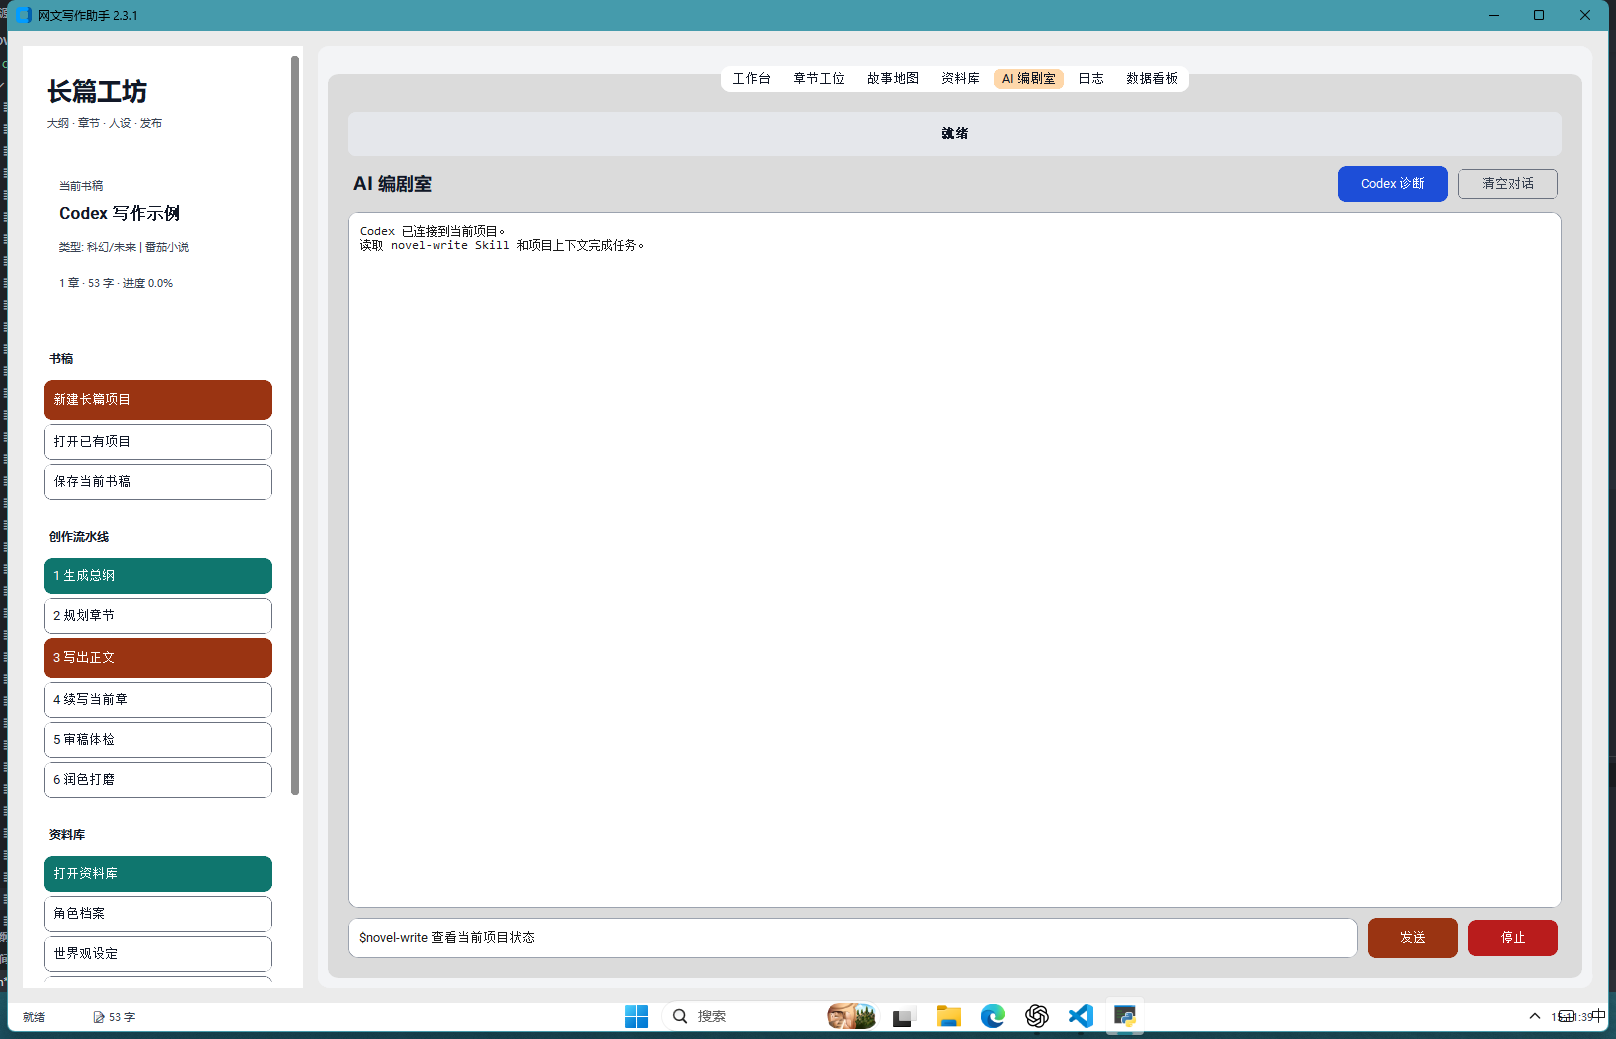 网文写作助手 2.3.1
长篇工坊
大纲 · 章节 · 人设 · 发布
当前书稿
Codex 写作示例
类型: 科幻/未来 | 番茄小说
1 章 · 53 字 · 进度 0.0%
书稿
新建长篇项目
打开已有项目
保存当前书稿
创作流水线
1 生成总纲
2 规划章节
3 写出正文
4 续写当前章
5 审稿体检
6 润色打磨
资料库
打开资料库
角色档案
世界观设定
工作台 章节工位 故事地图 资料库 AI 编剧室 日志 数据看板
就绪
AI 编剧室
Codex 诊断
清空对话
Codex 已连接到当前项目。
读取 novel-write Skill 和项目上下文完成任务。
$novel-write 查看当前项目状态
发送
停止
就绪
53 字
搜索
中